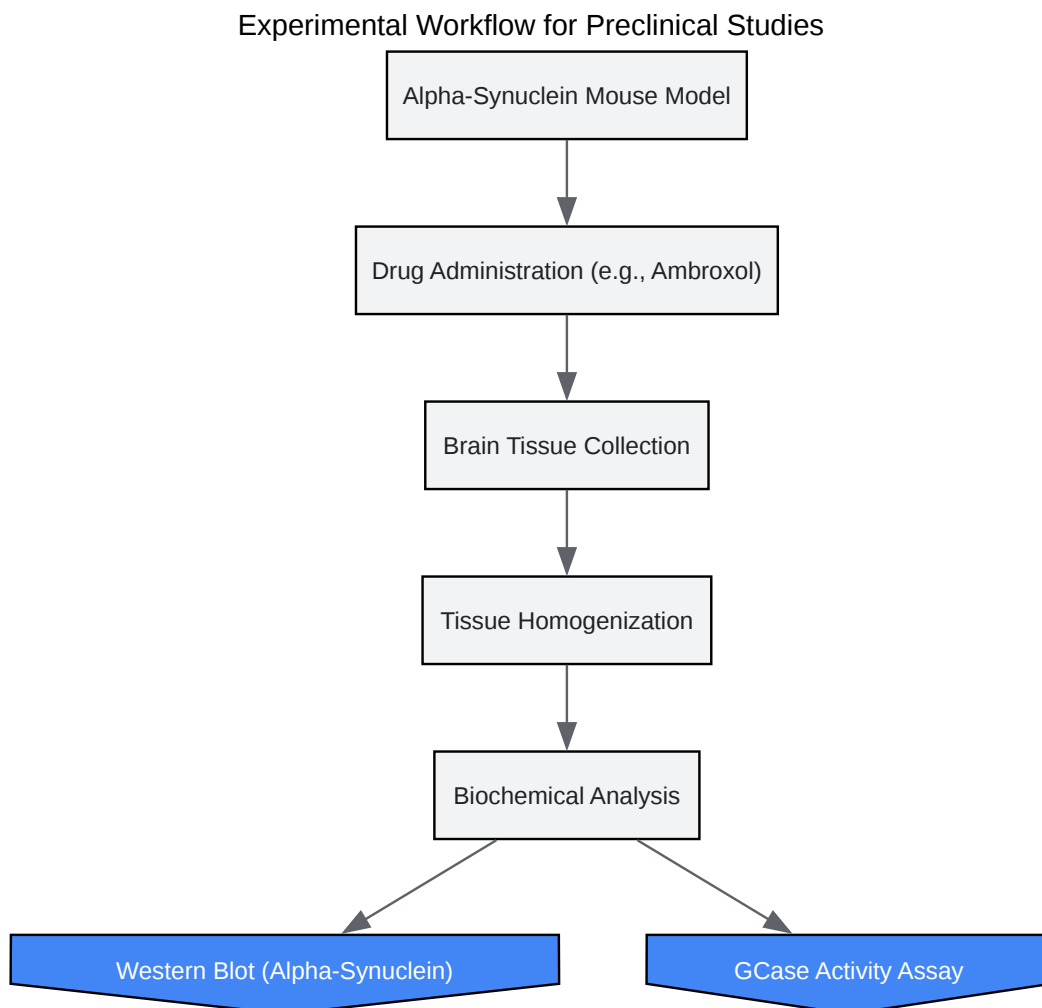 Experimental Workflow for Preclinical Studies
Alpha-Synuclein Mouse Model
Drug Administration (e.g., Ambroxol)
Brain Tissue Collection
Tissue Homogenization
Biochemical Analysis
Western Blot (Alpha-Synuclein)
GCase Activity Assay